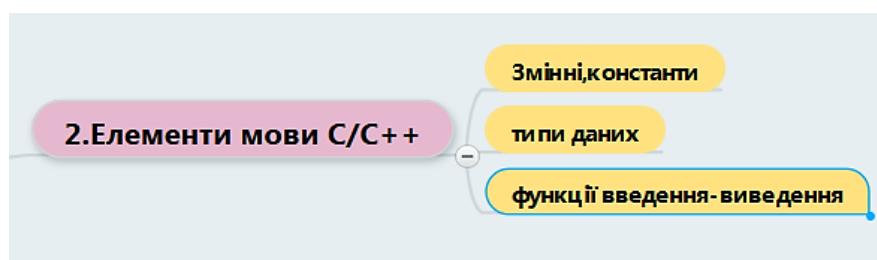 2.Елементи мови C/C++
Змінні,константи
типи даних
функції введення-виведення